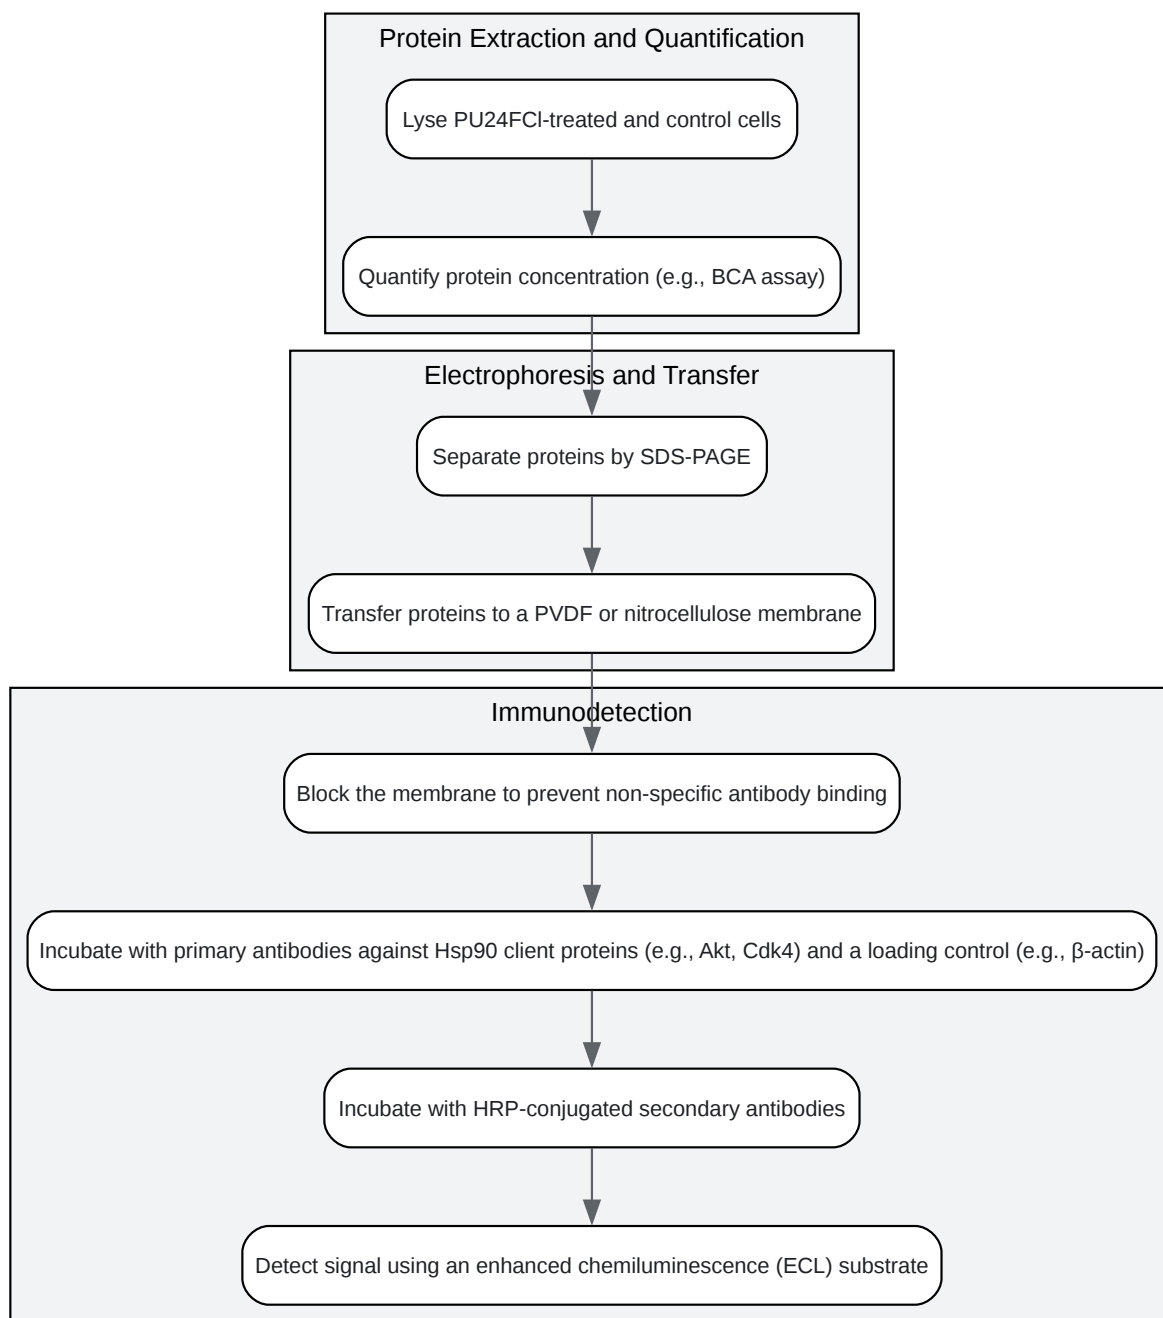 Protein Extraction and Quantification
Lyse PU24FCl-treated and control cells
Quantify protein concentration (e.g., BCA assay)
Electrophoresis and Transfer
Separate proteins by SDS-PAGE
Transfer proteins to a PVDF or nitrocellulose membrane
Immunodetection
Block the membrane to prevent non-specific antibody binding
Incubate with primary antibodies against Hsp90 client proteins (e.g., Akt, Cdk4) and a loading control (e.g., β-actin)
Incubate with HRP-conjugated secondary antibodies
Detect signal using an enhanced chemiluminescence (ECL) substrate